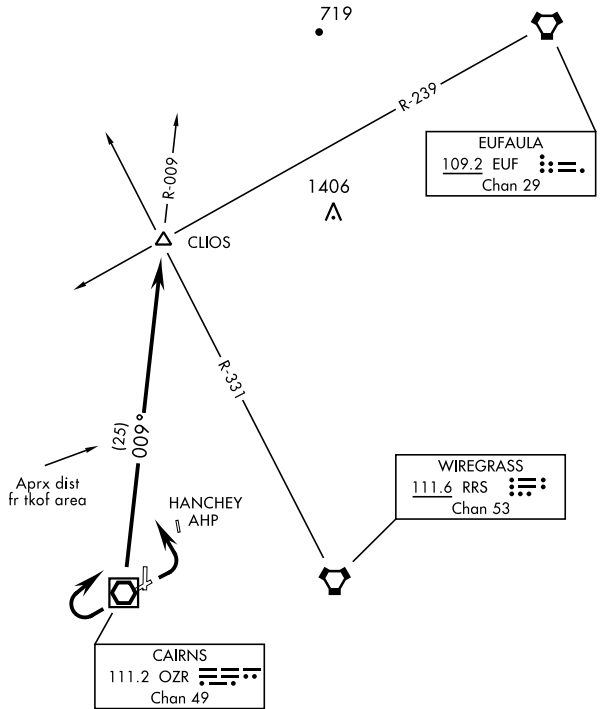 719
R-239
EUFAULA
109.2 EUF
Chan 29
R-009
1406
CLIOS
R-331
(25)
009°
Aprx dist
fr tkof area
HANCHEY
AHP
WIREGRASS
111.6 RRS
Chan 53
CAIRNS
111.2 OZR
Chan 49